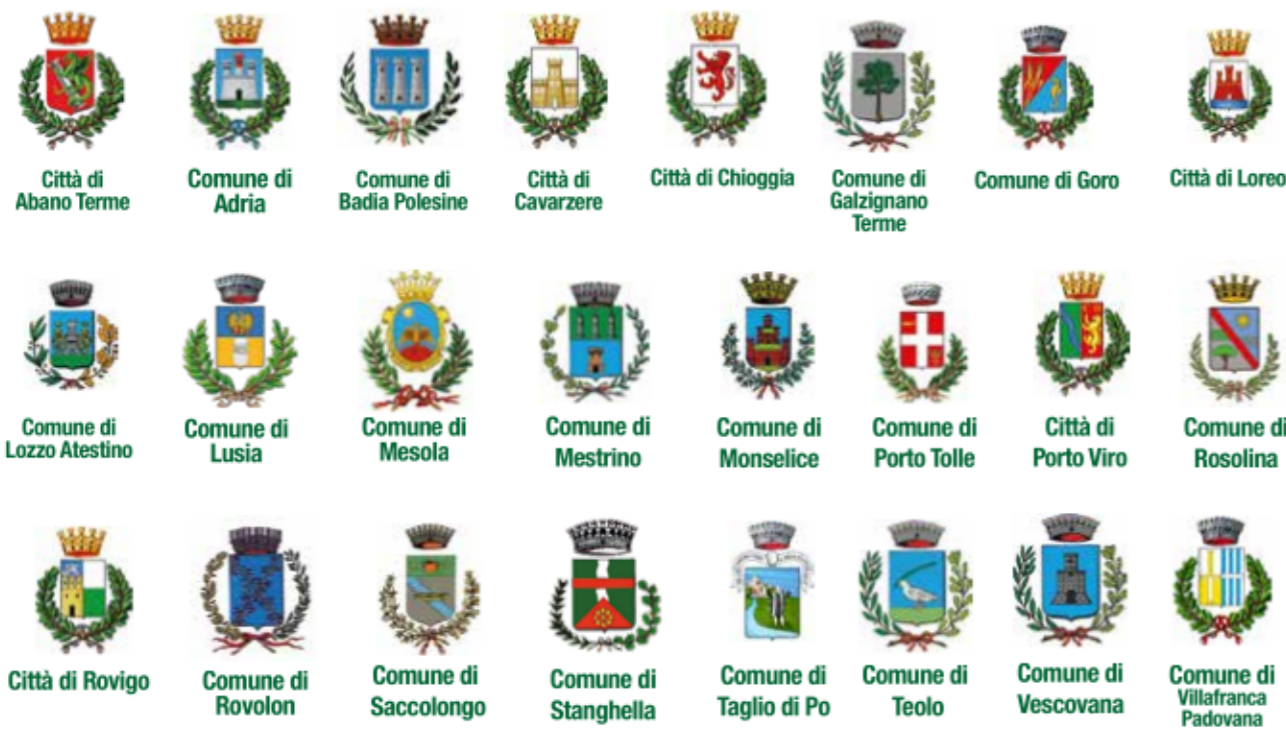 Città di
Abano Terme
Comune di
Adria
Comune di
Badia Polesine
Città di
Cavarzere
Città di Chioggia
Comune di
Galzignano
Terme
Comune di Goro
Città di Loreo
Comune di
Lozzo Atestino
Comune di
Lusia
Comune di
Mesola
Comune di
Mestrino
Comune di
Monselice
Comune di
Porto Tolle
Città di
Porto Viro
Comune di
Rosolina
Città di Rovigo
Comune di
Rovolon
Comune di
Saccolongo
Comune di
Stanghella
Comune di
Taglio di Po
Comune di
Teolo
Comune di
Vescovana
Comune di
Villafranca
Padovana